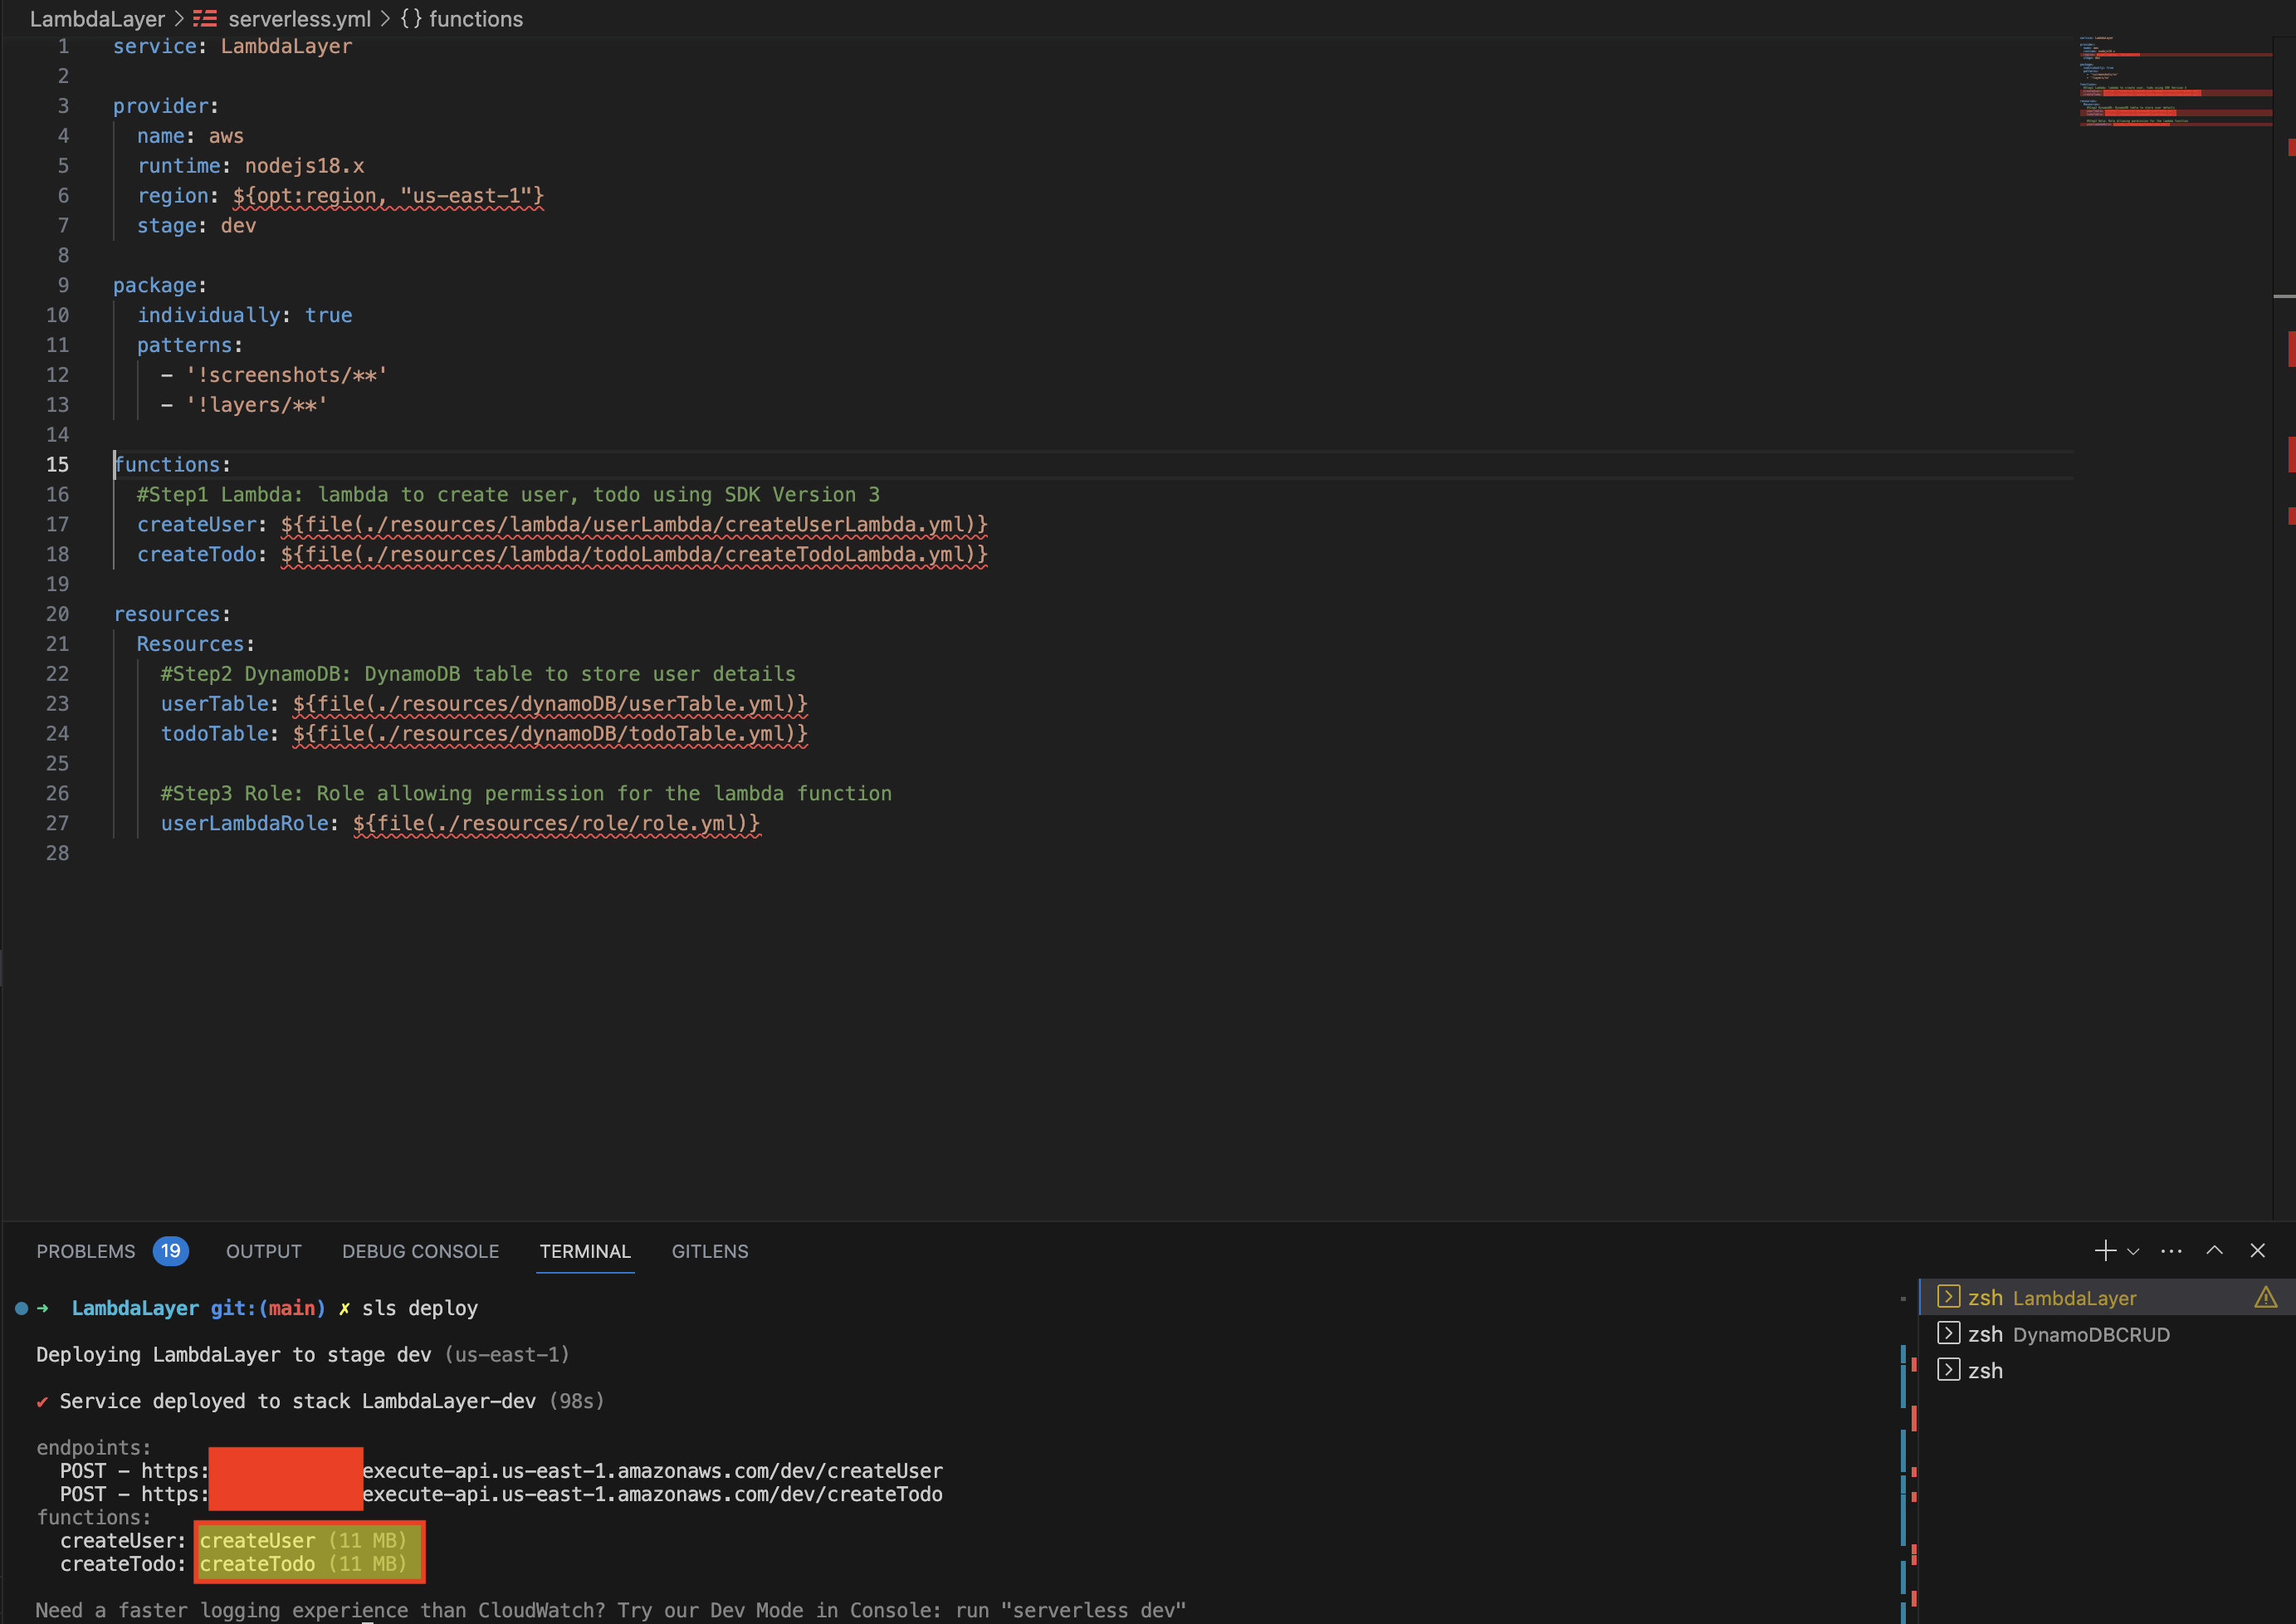 LambdaLayer > serverless.yml > {} functions
1 service: LambdaLayer
2
3 provider:
4 name: aws
5 runtime: nodejs18.x
6 region: ${opt:region, "us-east-1"}
7 stage: dev
8
9 package:
10 individually: true
11 patterns:
12 - '!screenshots/**'
13 - '!layers/**'
14
15 functions:
16 #Step1 Lambda: lambda to create user, todo using SDK Version 3
17 createUser: ${file(./resources/lambda/userLambda/createUserLambda.yml)}
18 createTodo: ${file(./resources/lambda/todoLambda/createTodoLambda.yml)}
19
20 resources:
21 Resources:
22 #Step2 DynamoDB: DynamoDB table to store user details
23 userTable: ${file(./resources/dynamoDB/userTable.yml)}
24 todoTable: ${file(./resources/dynamoDB/todoTable.yml)}
25
26 #Step3 Role: Role allowing permission for the lambda function
27 userLambdaRole: ${file(./resources/role/role.yml)}
28
PROBLEMS 19 OUTPUT DEBUG CONSOLE TERMINAL GITLENS
→ LambdaLayer git:(main) ✗ sls deploy
Deploying LambdaLayer to stage dev (us-east-1)
✔ Service deployed to stack LambdaLayer-dev (98s)
endpoints:
POST - https: execute-api.us-east-1.amazonaws.com/dev/createUser
POST - https: execute-api.us-east-1.amazonaws.com/dev/createTodo
functions:
createUser: createUser (11 MB)
createTodo: createTodo (11 MB)
Need a faster logging experience than CloudWatch? Try our Dev Mode in Console: run "serverless dev"
zsh LambdaLayer
zsh DynamoDBCRUD
zsh